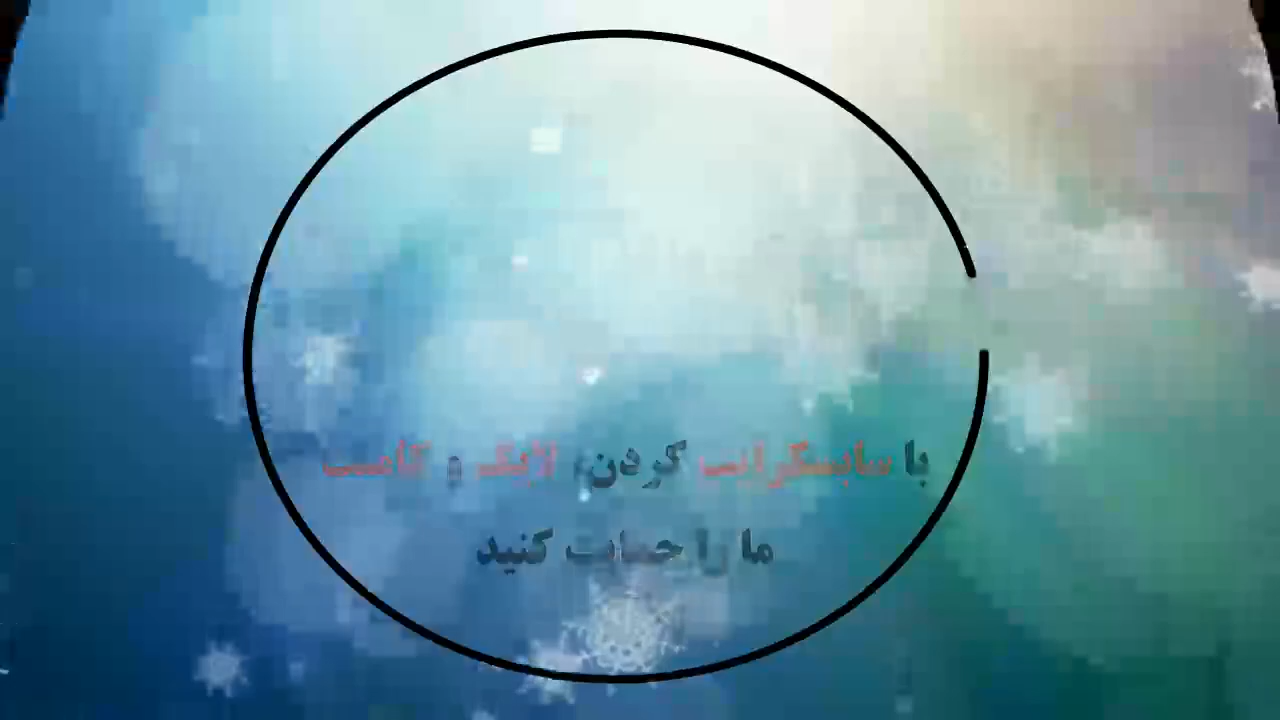 با سابسکرایب کردن، لایک و کامنت
ما را حمایت کنید